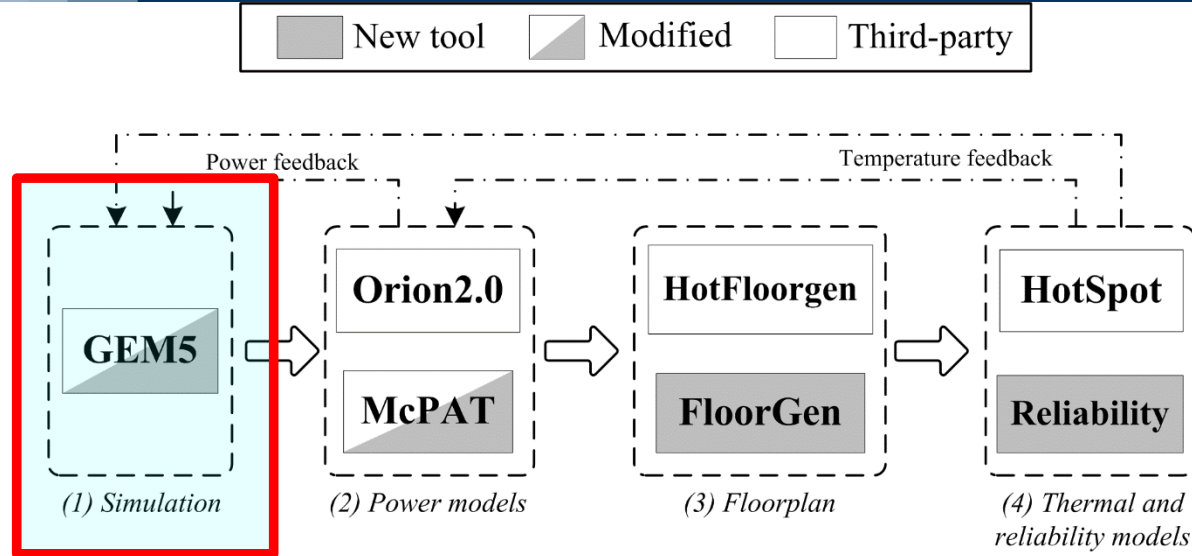 New tool
Modified
Third-party
Power feedback
Temperature feedback
GEM5
Orion2.0
McPAT
HotFloorgen
FloorGen
HotSpot
Reliability
(1) Simulation
(2) Power models
(3) Floorplan
(4) Thermal and
reliability models